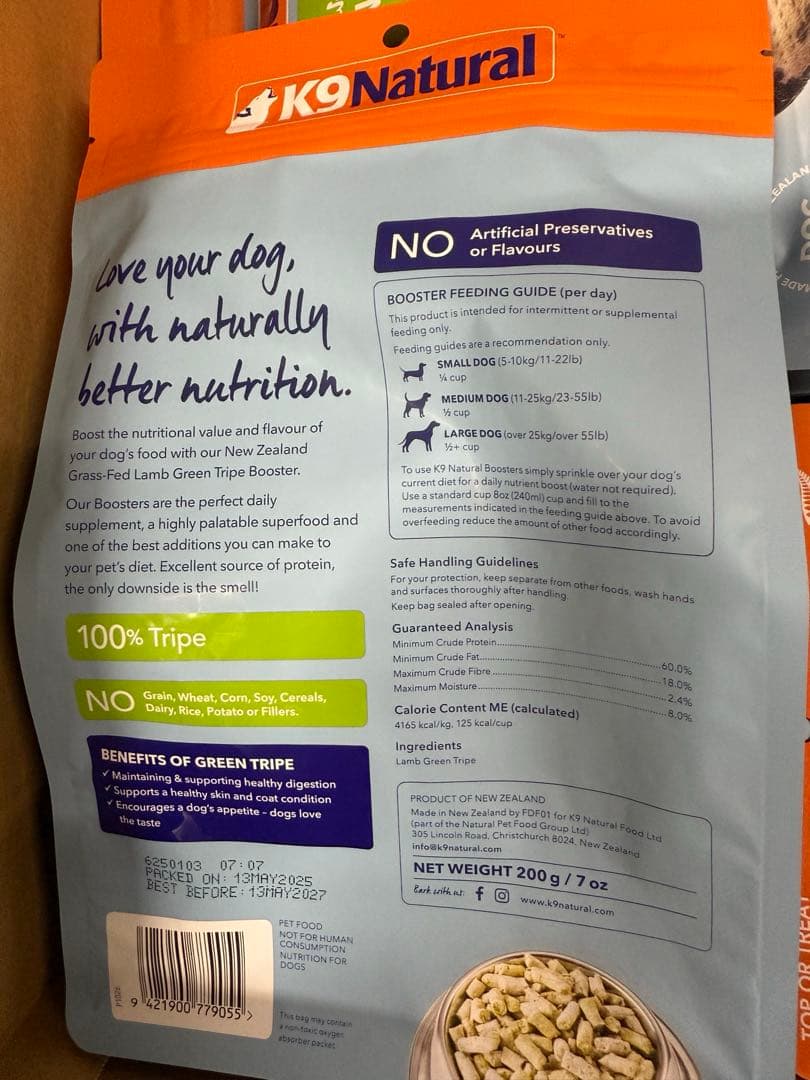 K9Natural™
Love your dog,
with naturally
better nutrition.
Boost the nutritional value and flavour of
your dog's food with our New Zealand
Grass-Fed Lamb Green Tripe Booster.
Our Boosters are the perfect daily
supplement, a highly palatable superfood and
one of the best additions you can make to
your pet's diet. Excellent source of protein,
the only downside is the smell!
100% Tripe
NO Grain, Wheat, Corn, Soy, Cereals,
Dairy, Rice, Potato or Fillers.
BENEFITS OF GREEN TRIPE
✓ Maintaining & supporting healthy digestion
✓ Supports a healthy skin and coat condition
✓ Encourages a dog's appetite – dogs love
the taste
6250103 07:07
PACKED ON: 13MAY2025
BEST BEFORE: 13MAY2027
9 421900 779055 >
PET FOOD
NOT FOR HUMAN
CONSUMPTION
NUTRITION FOR
DOGS
This bag may contain
a non-toxic oxygen
absorber packet.
NO Artificial Preservatives
or Flavours
BOOSTER FEEDING GUIDE (per day)
This product is intended for intermittent or supplemental
feeding only.
Feeding guides are a recommendation only.
SMALL DOG (5-10kg/11-22lb)
¼ cup
MEDIUM DOG (11-25kg/23-55lb)
½ cup
LARGE DOG (over 25kg/over 55lb)
½+ cup
To use K9 Natural Boosters simply sprinkle over your dog's
current diet for a daily nutrient boost (water not required).
Use a standard cup 8oz (240ml) cup and fill to the
measurements indicated in the feeding guide above. To avoid
overfeeding reduce the amount of other food accordingly.
Safe Handling Guidelines
For your protection, keep separate from other foods, wash hands
and surfaces thoroughly after handling.
Keep bag sealed after opening.
Guaranteed Analysis
Minimum Crude Protein 60.0%
Minimum Crude Fat 18.0%
Maximum Crude Fibre 2.4%
Maximum Moisture 8.0%
Calorie Content ME (calculated)
4165 kcal/kg, 125 kcal/cup
Ingredients
Lamb Green Tripe
PRODUCT OF NEW ZEALAND
Made in New Zealand by FDF01 for K9 Natural Food Ltd
(part of the Natural Pet Food Group Ltd)
305 Lincoln Road, Christchurch 8024, New Zealand
info@k9natural.com
NET WEIGHT 200g / 7 oz
Bark with us: f www.k9natural.com
TOP OR TREAT